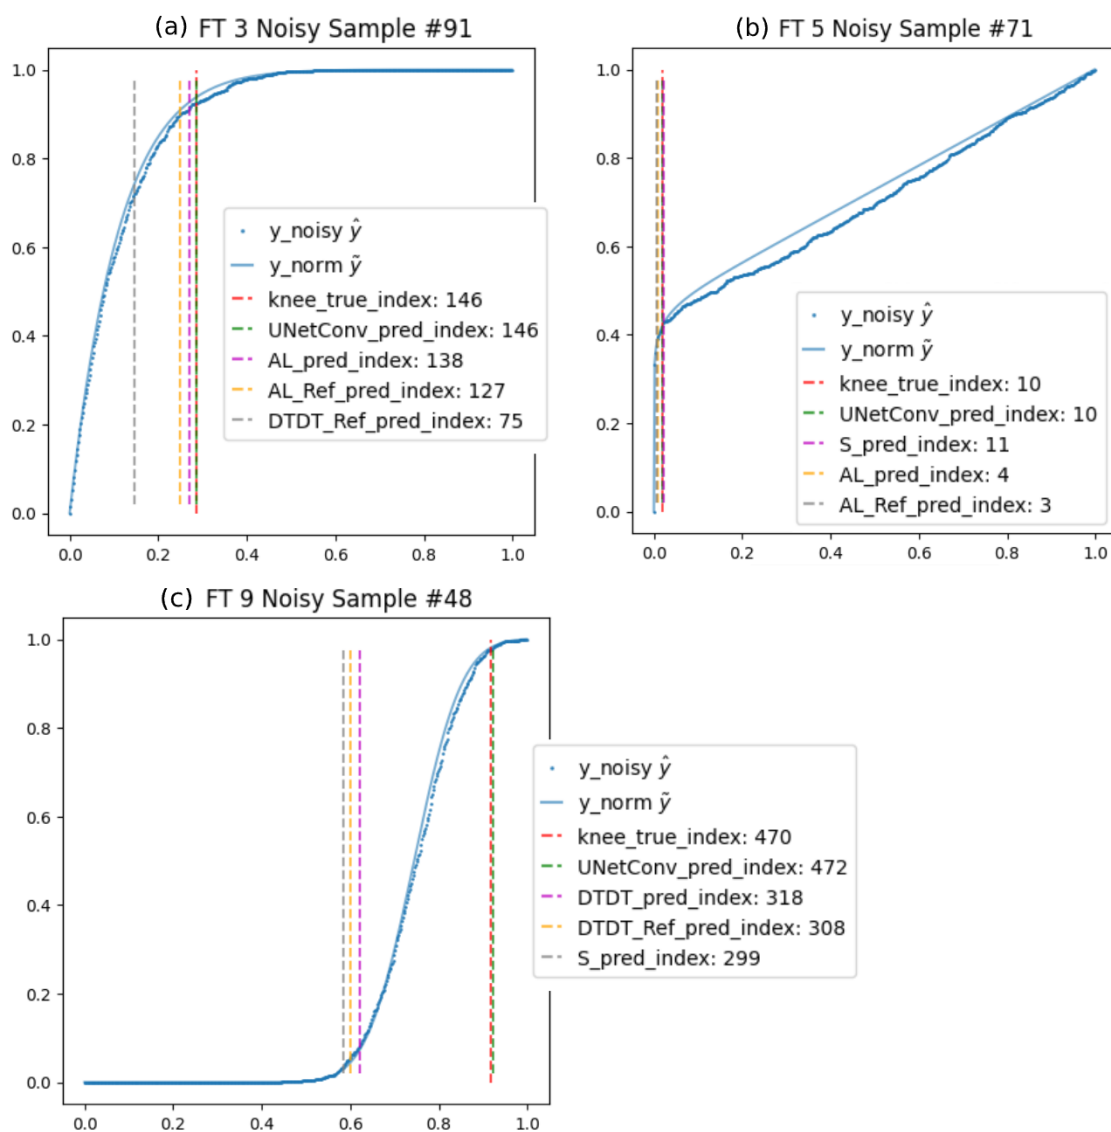 (a) FT 3 Noisy Sample #91
1.0
0.8
0.6
0.4
0.2
0.0
0.0 0.2 0.4 0.6 0.8 1.0
y_noisy ŷ
y_norm ỹ
knee_true_index: 146
UNetConv_pred_index: 146
AL_pred_index: 138
AL_Ref_pred_index: 127
DTDT_Ref_pred_index: 75
(b) FT 5 Noisy Sample #71
1.0
0.8
0.6
0.4
0.2
0.0
0.0 0.2 0.4 0.6 0.8 1.0
y_noisy ŷ
y_norm ỹ
knee_true_index: 10
UNetConv_pred_index: 10
S_pred_index: 11
AL_pred_index: 4
AL_Ref_pred_index: 3
(c) FT 9 Noisy Sample #48
1.0
0.8
0.6
0.4
0.2
0.0
0.0 0.2 0.4 0.6 0.8 1.0
y_noisy ŷ
y_norm ỹ
knee_true_index: 470
UNetConv_pred_index: 472
DTDT_pred_index: 318
DTDT_Ref_pred_index: 308
S_pred_index: 299